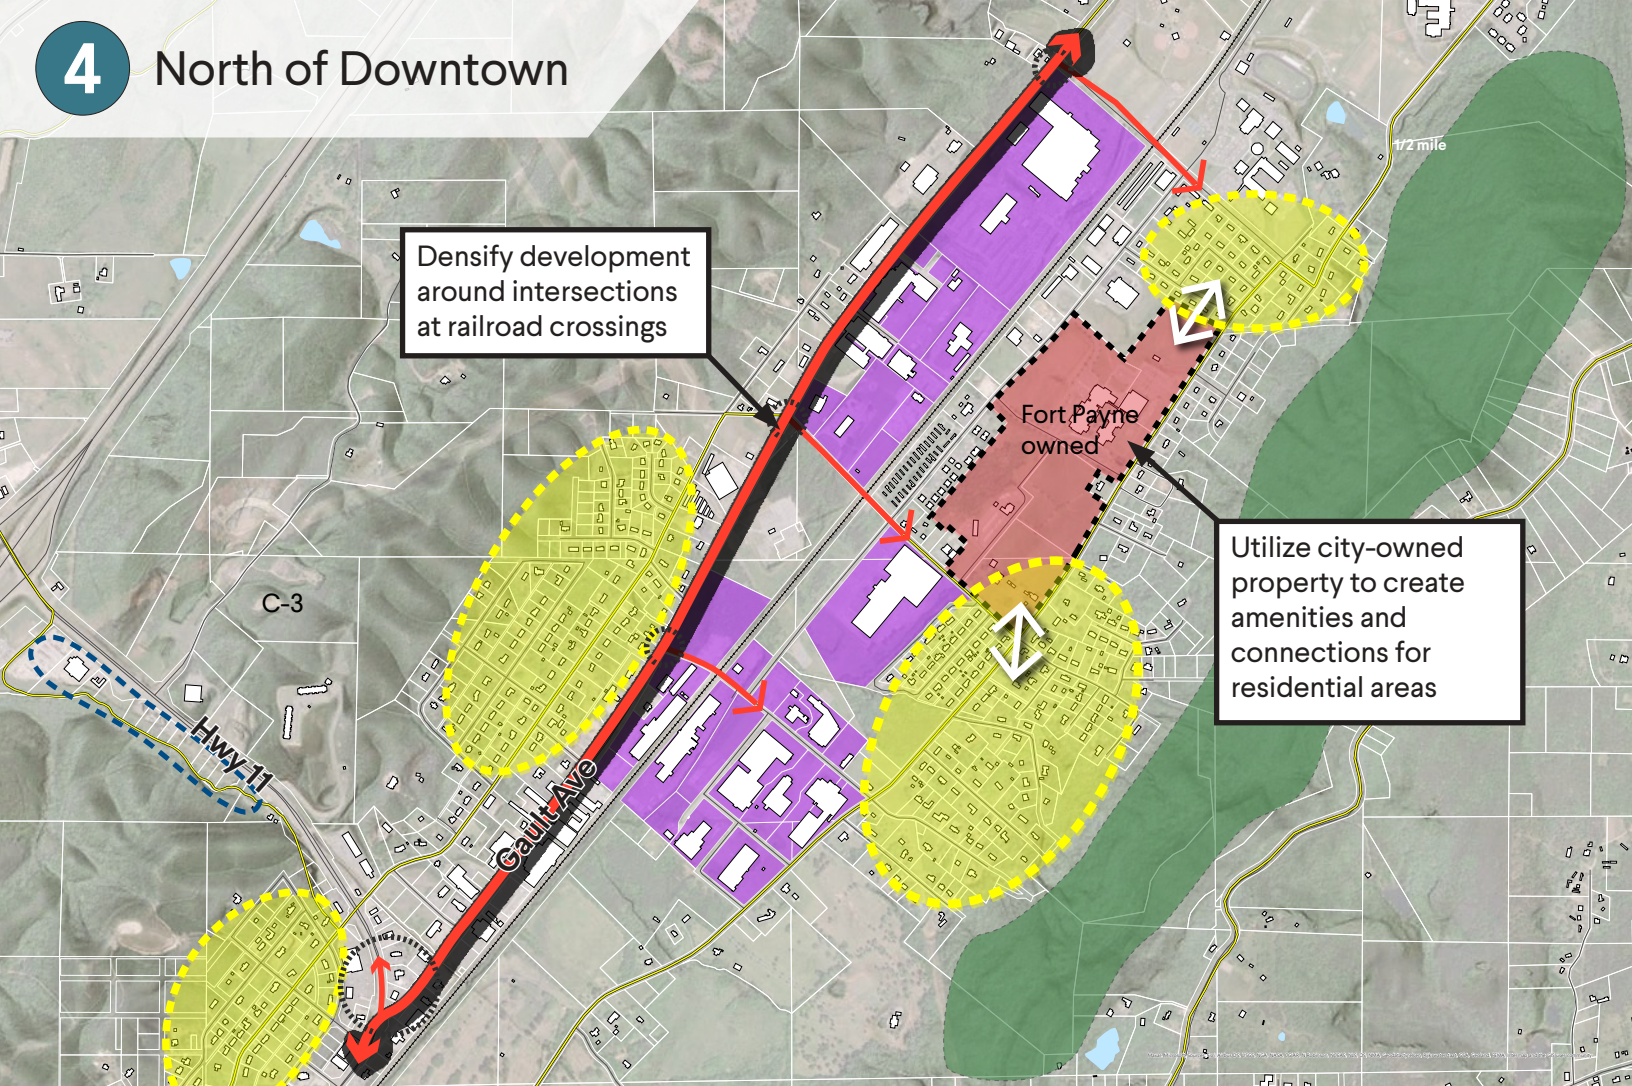 4
North of Downtown
1/2 mile
Densify development
around intersections
at railroad crossings
Fort Payne
owned
Utilize city-owned
property to create
amenities and
connections for
residential areas
C-3
Hwy 11
Gault Ave